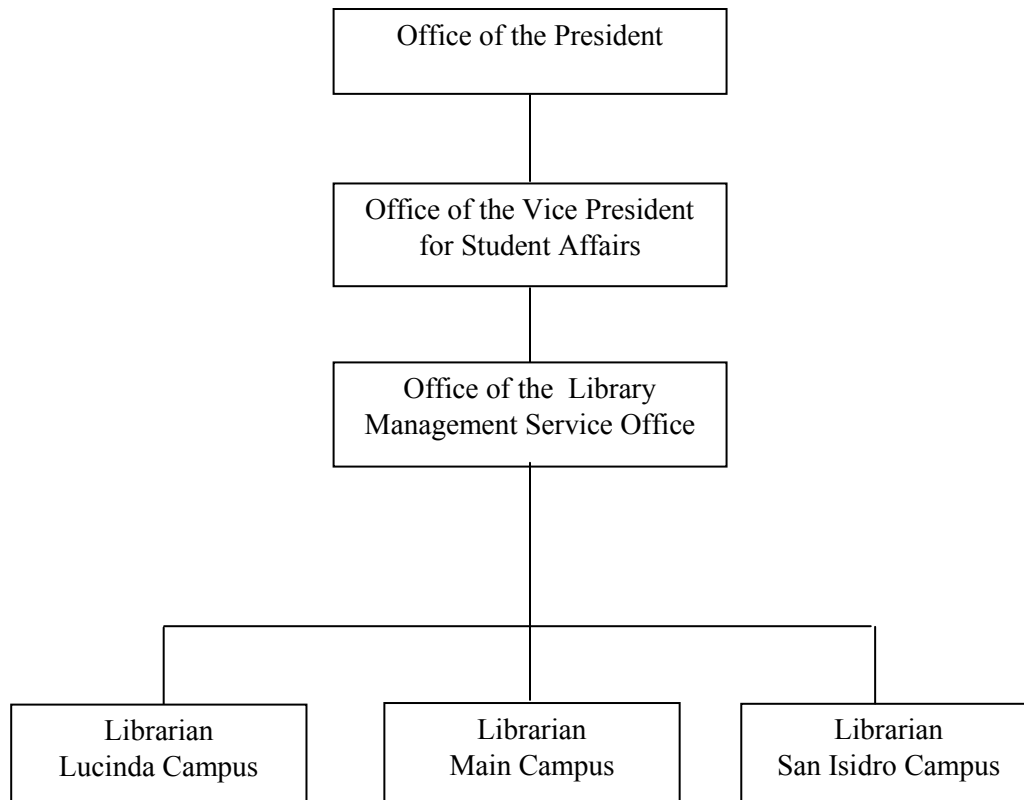 Office of the President
Office of the Vice President
for Student Affairs
Office of the  Library
Management Service Office
Librarian
Lucinda Campus
Librarian
Main Campus
Librarian
San Isidro Campus